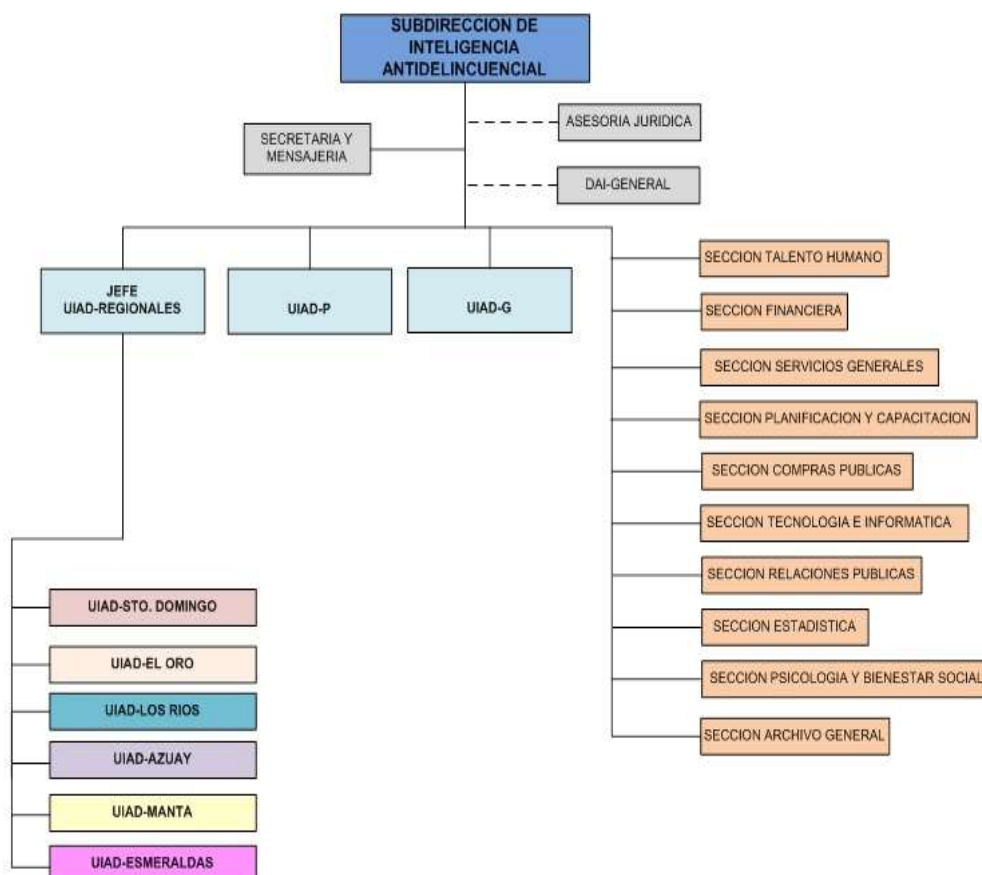 SUBDIRECCION DE
INTELIGENCIA
ANTIDELINCUENCIAL
ASESORIA JURIDICA
SECRETARIA Y
MENSAJERIA
DAI-GENERAL
JEFE
UIAD-REGIONALES
UIAD-P
UIAD-G
SECCION TALENTO HUMANO
SECCION FINANCIERA
SECCION SERVICIOS GENERALES
SECCION PLANIFICACION Y CAPACITACION
SECCION COMPRAS PUBLICAS
SECCION TECNOLOGIA E INFORMATICA
SECCION RELACIONES PUBLICAS
SECCION ESTADISTICA
SECCION PSICOLOGIA Y BIENESTAR SOCIAL
SECCION ARCHIVO GENERAL
UIAD-STO. DOMINGO
UIAD-EL ORO
UIAD-LOS RIOS
UIAD-AZUAY
UIAD-MANTA
UIAD-ESMERALDAS